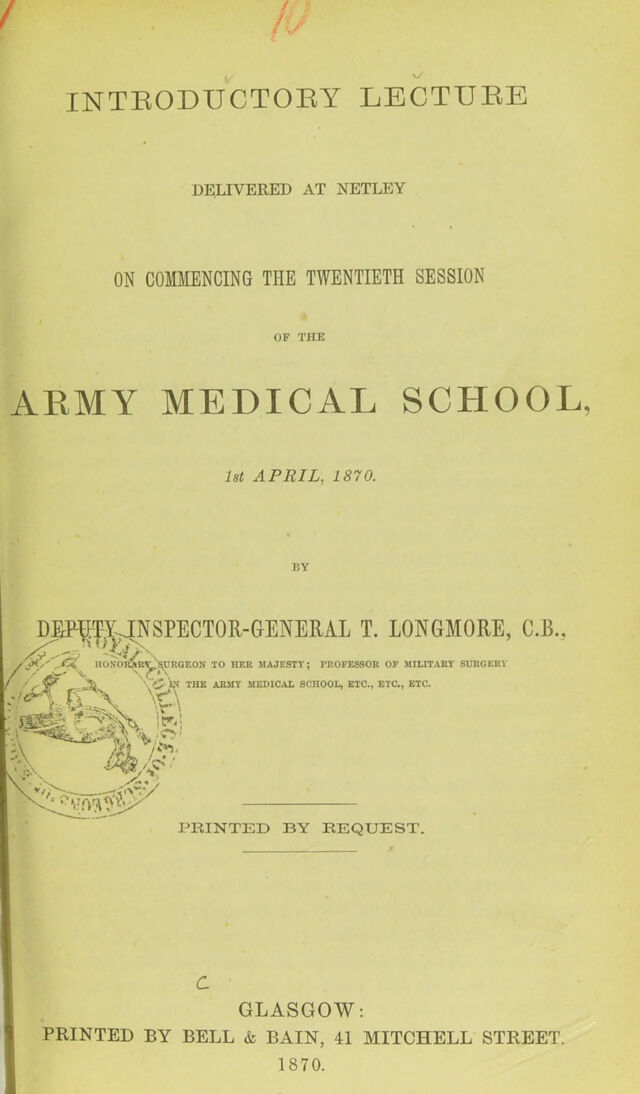 10
INTRODUCTORY LECTURE
DELIVERED AT NETLEY
ON COMMENCING THE TWENTIETH SESSION
OF THE
ARMY MEDICAL SCHOOL,
1st APRIL, 1870.
BY
DEPUTY INSPECTOR-GENERAL T. LONGMORE, C.B.,
HONORARY SURGEON TO HER MAJESTY; PROFESSOR OF MILITARY SURGERY
IN THE ARMY MEDICAL SCHOOL, ETC., ETC., ETC.
COLLEGE
PRINTED BY REQUEST.
C
GLASGOW:
PRINTED BY BELL & BAIN, 41 MITCHELL STREET.
1870.